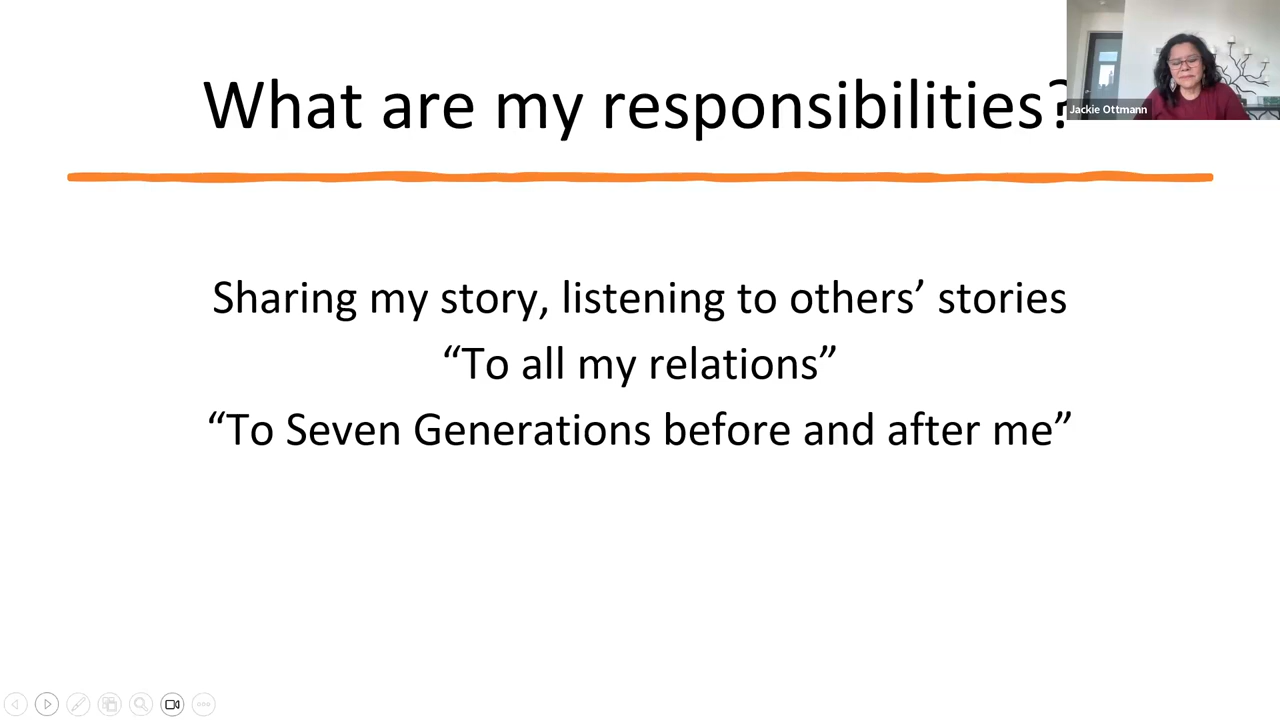 What are my responsibilities?
Jackie Ottmann
Sharing my story, listening to others’ stories
“To all my relations”
“To Seven Generations before and after me”